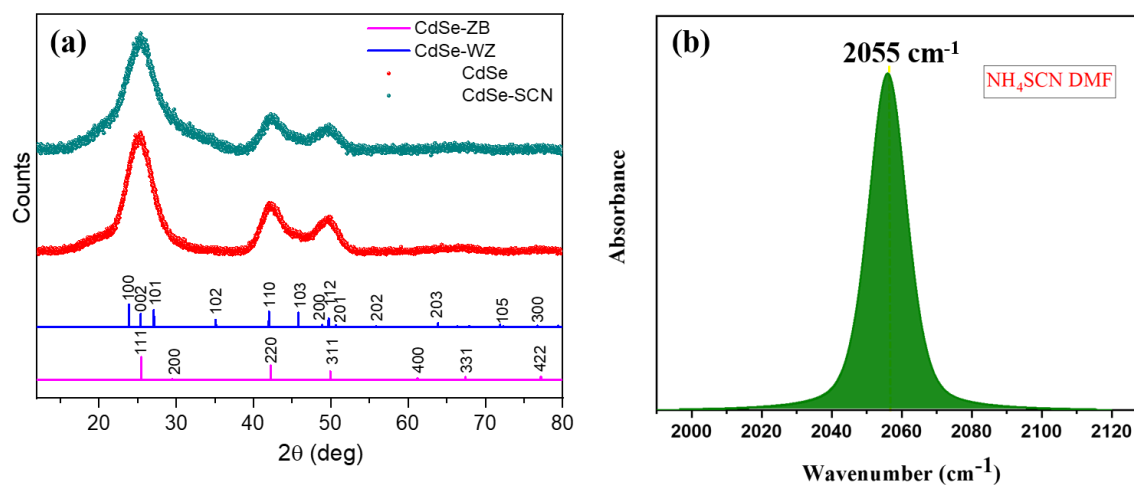 (a)
CdSe-ZB
CdSe-WZ
CdSe
CdSe-SCN
Counts
100
002
101
102
110
103
200
112
201
202
203
105
300
111
200
220
311
400
331
422
20 30 40 50 60 70 80
2θ (deg)
(b)
2055 cm-1
NH4SCN DMF
Absorbance
2000 2020 2040 2060 2080 2100 2120
Wavenumber (cm-1)